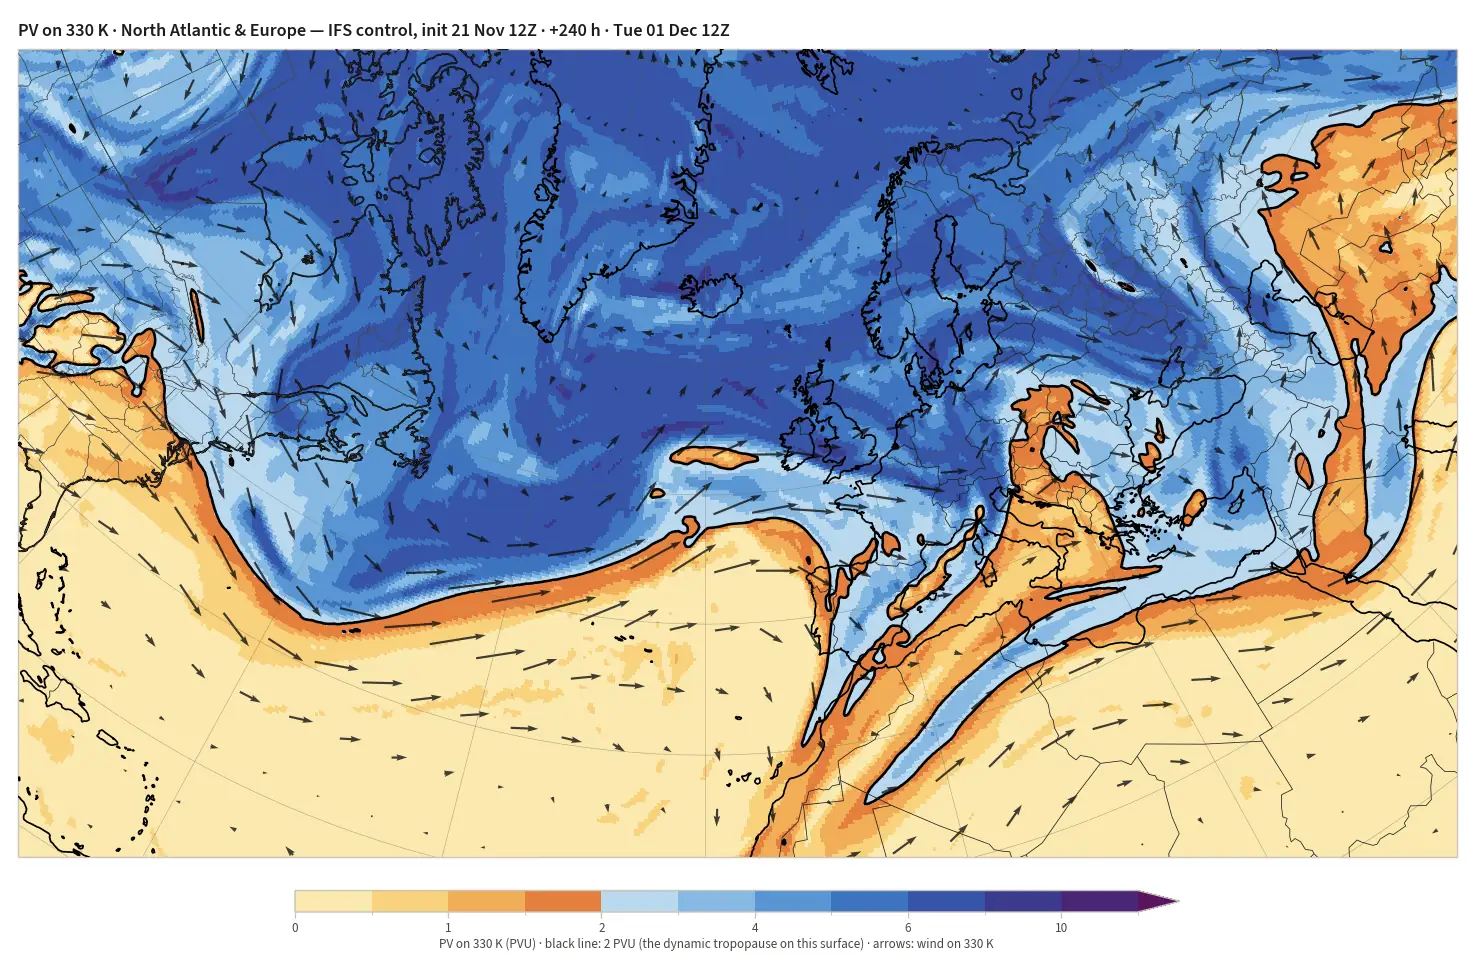 PV on 330 K · North Atlantic & Europe — IFS control, init 21 Nov 12Z · +240 h · Tue 01 Dec 12Z
0 1 2 4 6 10
PV on 330 K (PVU) · black line: 2 PVU (the dynamic tropopause on this surface) · arrows: wind on 330 K